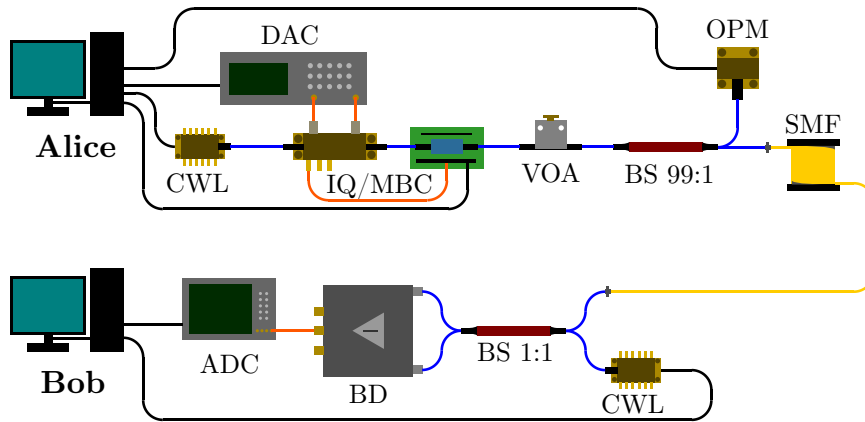 DAC
OPM
Alice
CWL
IQ/MBC
VOA
BS 99:1
SMF
Bob
ADC
BD
BS 1:1
CWL